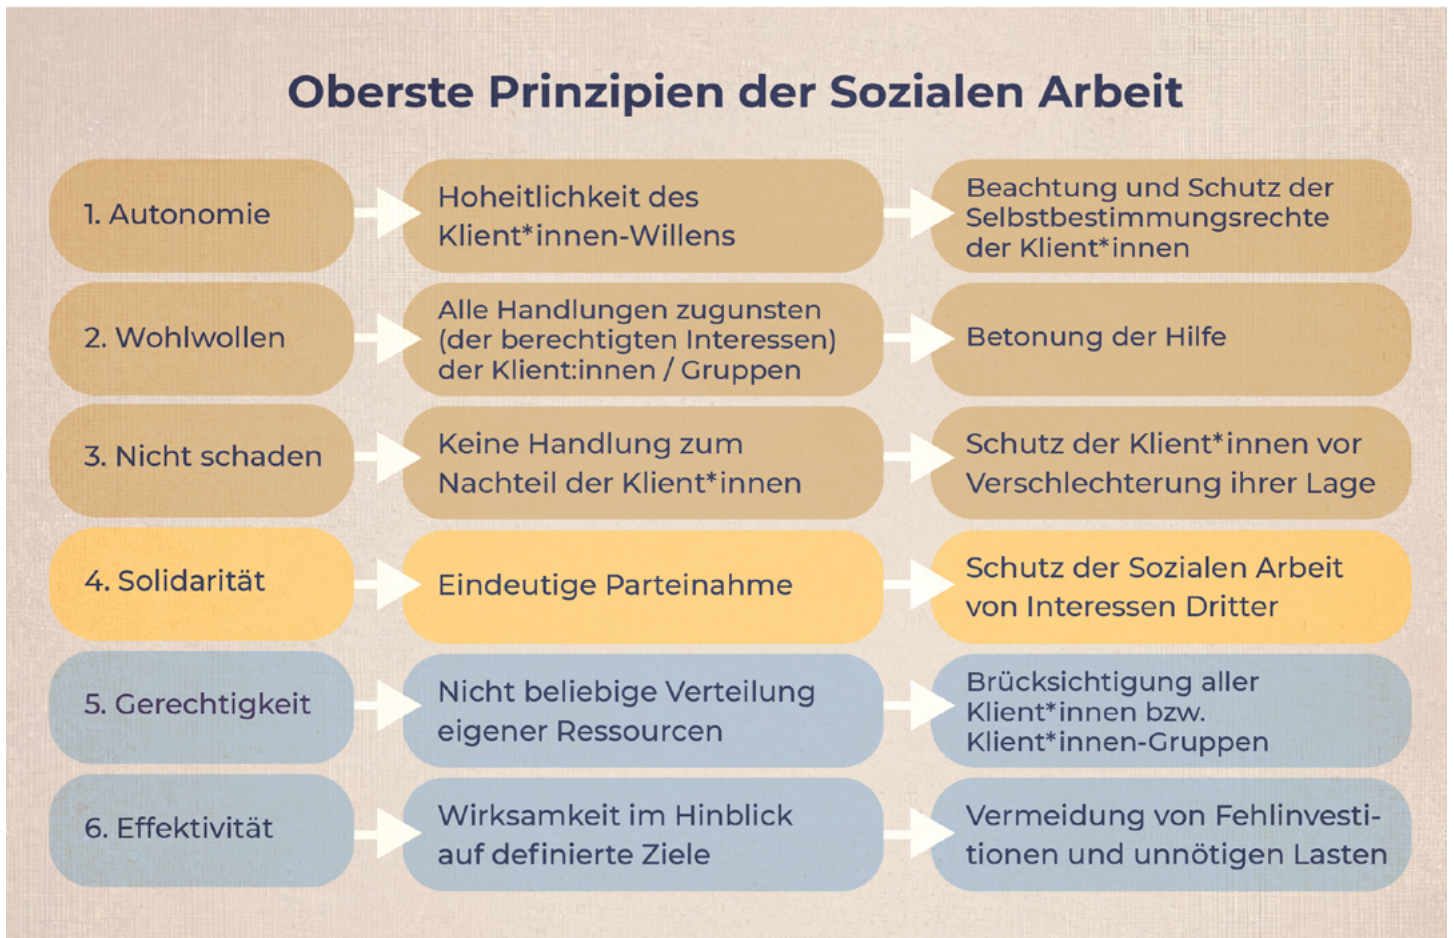 Oberste Prinzipien der Sozialen Arbeit
1. Autonomie
Hoheitlichkeit des
Klient*innen-Willens
Beachtung und Schutz der
Selbstbestimmungsrechte
der Klient*innen
2. Wohlwollen
Alle Handlungen zugunsten
(der berechtigten Interessen)
der Klient:innen / Gruppen
Betonung der Hilfe
3. Nicht schaden
Keine Handlung zum
Nachteil der Klient*innen
Schutz der Klient*innen vor
Verschlechterung ihrer Lage
4. Solidarität
Eindeutige Parteinahme
Schutz der Sozialen Arbeit
von Interessen Dritter
5. Gerechtigkeit
Nicht beliebige Verteilung
eigener Ressourcen
Brücksichtigung aller
Klient*innen bzw.
Klient*innen-Gruppen
6. Effektivität
Wirksamkeit im Hinblick
auf definierte Ziele
Vermeidung von Fehlinvesti-
tionen und unnötigen Lasten